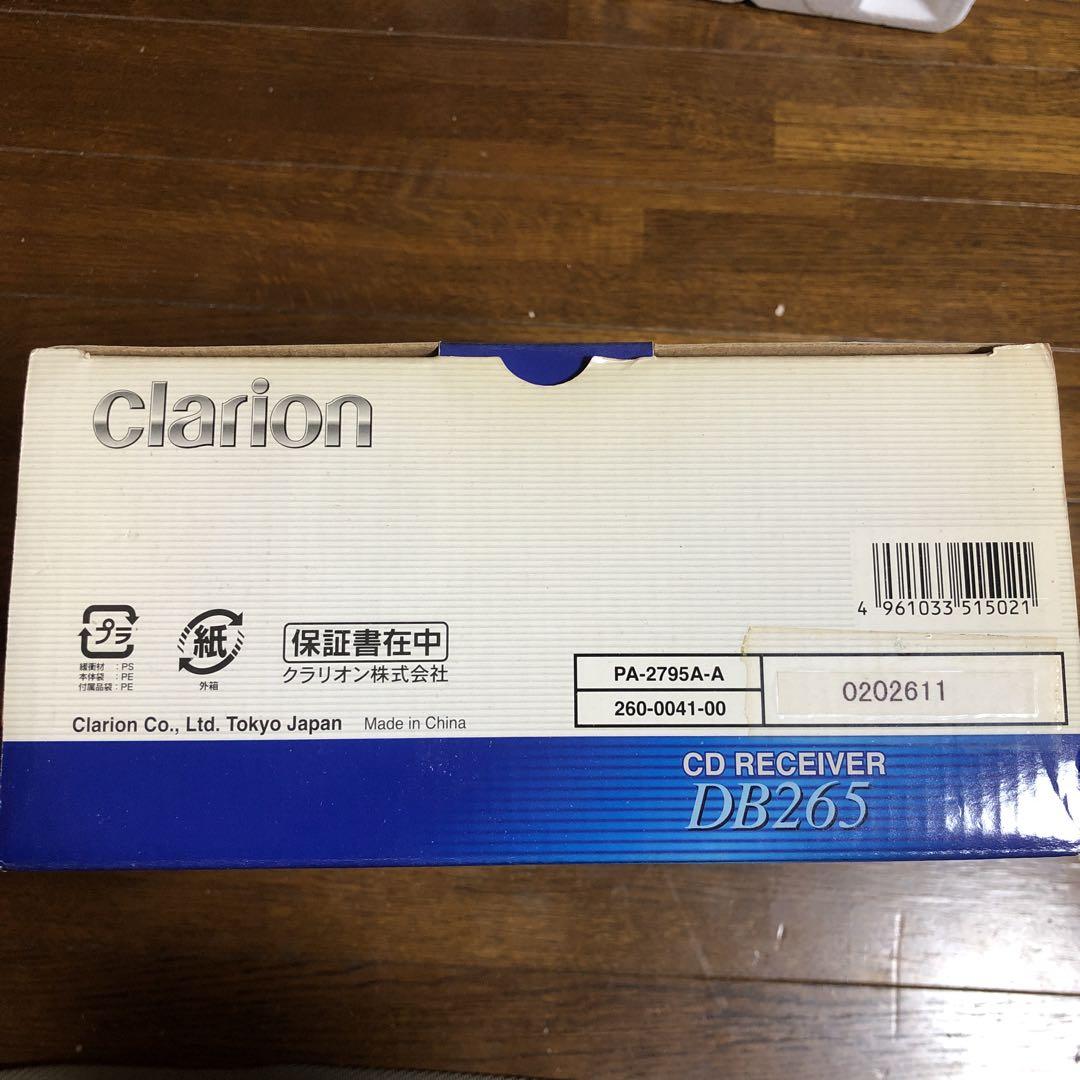 clarion
4 961033 515021
プラ
緩衝材 : PS
本体袋 : PE
付属品袋 : PE
紙
外箱
保証書在中
クラリオン株式会社
PA-2795A-A
260-0041-00
0202611
Clarion Co., Ltd. Tokyo Japan Made in China
CD RECEIVER
DB265